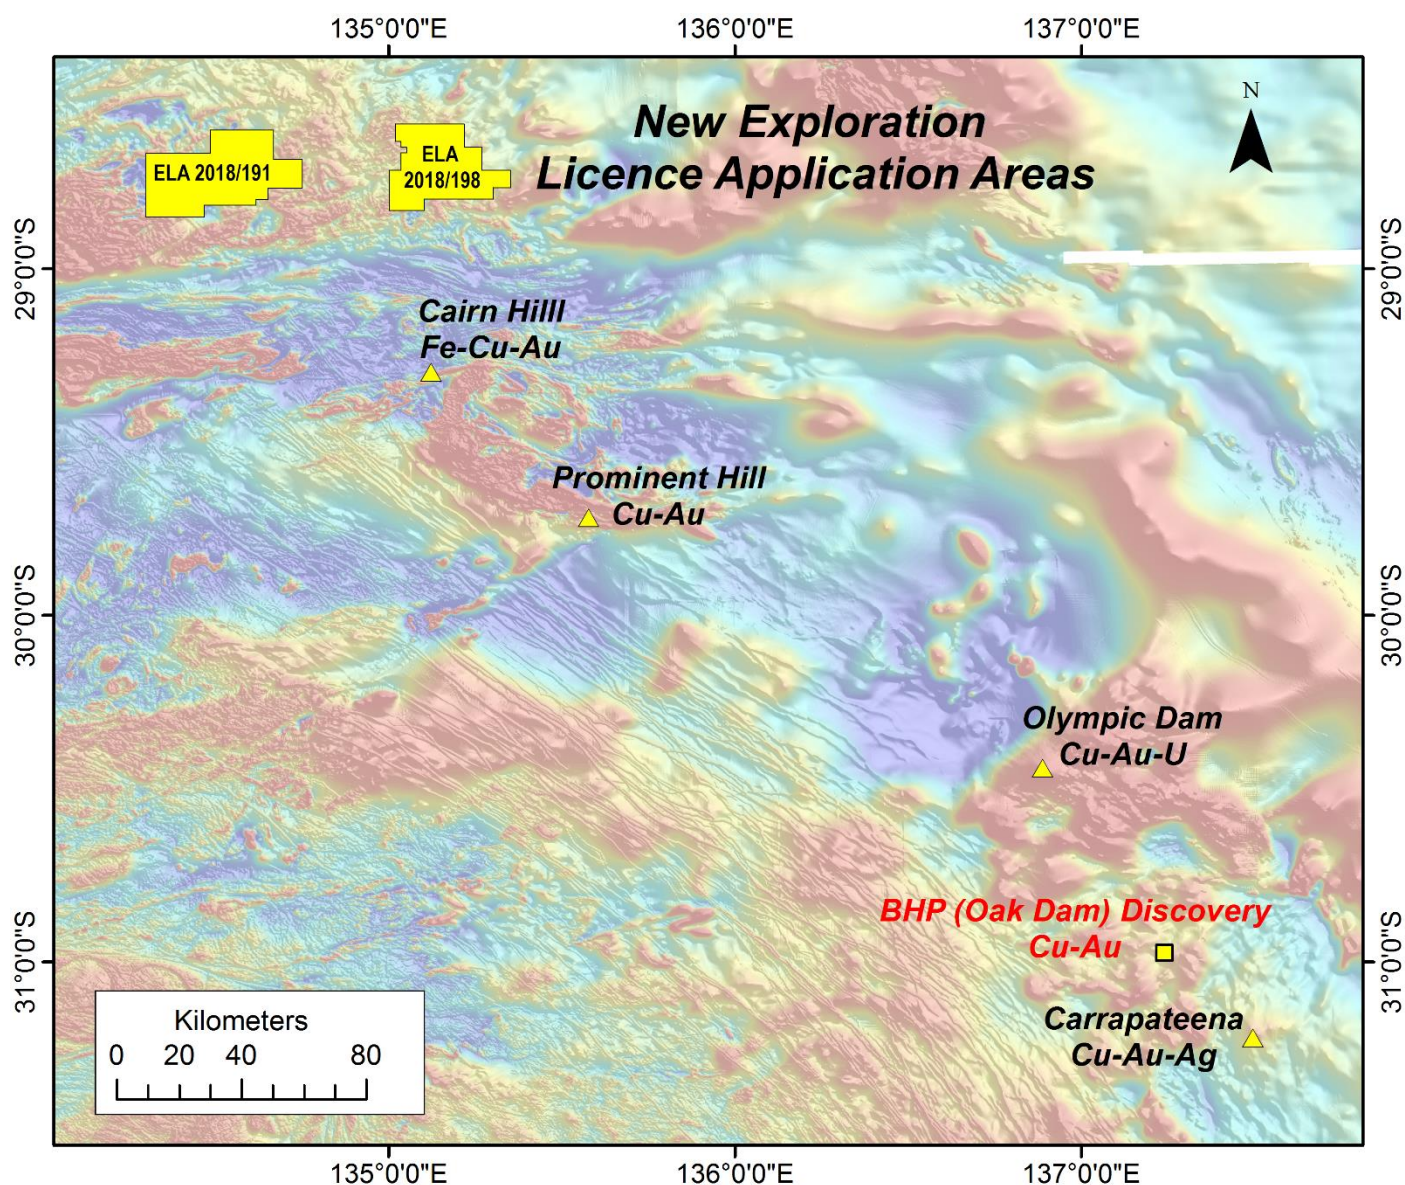 135°0'0"E 136°0'0"E 137°0'0"E
N
New Exploration
Licence Application Areas
ELA 2018/191
ELA
2018/198
29°0'0"S
29°0'0"S
Cairn Hilll
Fe-Cu-Au
Prominent Hill
Cu-Au
30°0'0"S
30°0'0"S
Olympic Dam
Cu-Au-U
BHP (Oak Dam) Discovery
Cu-Au
31°0'0"S
31°0'0"S
Carrapateena
Cu-Au-Ag
Kilometers
0 20 40 80
135°0'0"E 136°0'0"E 137°0'0"E